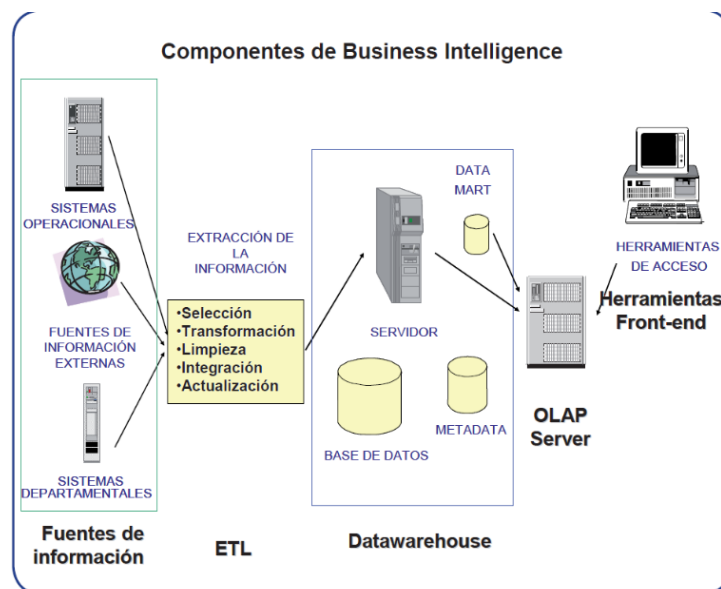 Componentes de Business Intelligence
SISTEMAS
OPERACIONALES
FUENTES DE
INFORMACIÓN
EXTERNAS
SISTEMAS
DEPARTAMENTALES
Fuentes de
información
EXTRACCIÓN DE
LA
INFORMACIÓN
•Selección
•Transformación
•Limpieza
•Integración
•Actualización
ETL
DATA
MART
SERVIDOR
BASE DE DATOS
METADATA
Datawarehouse
OLAP
Server
HERRAMIENTAS
DE ACCESO
Herramientas
Front-end